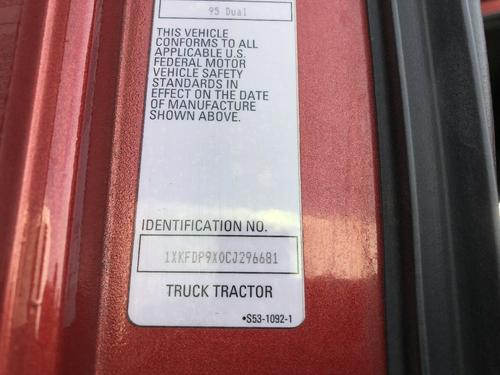 95 Dual
THIS VEHICLE
CONFORMS TO ALL
APPLICABLE U.S.
FEDERAL MOTOR
VEHICLE SAFETY
STANDARDS IN
EFFECT ON THE DATE
OF MANUFACTURE
SHOWN ABOVE.
IDENTIFICATION NO.
1XKFDP9X0CJ296681
TRUCK TRACTOR
•S53-1092-1